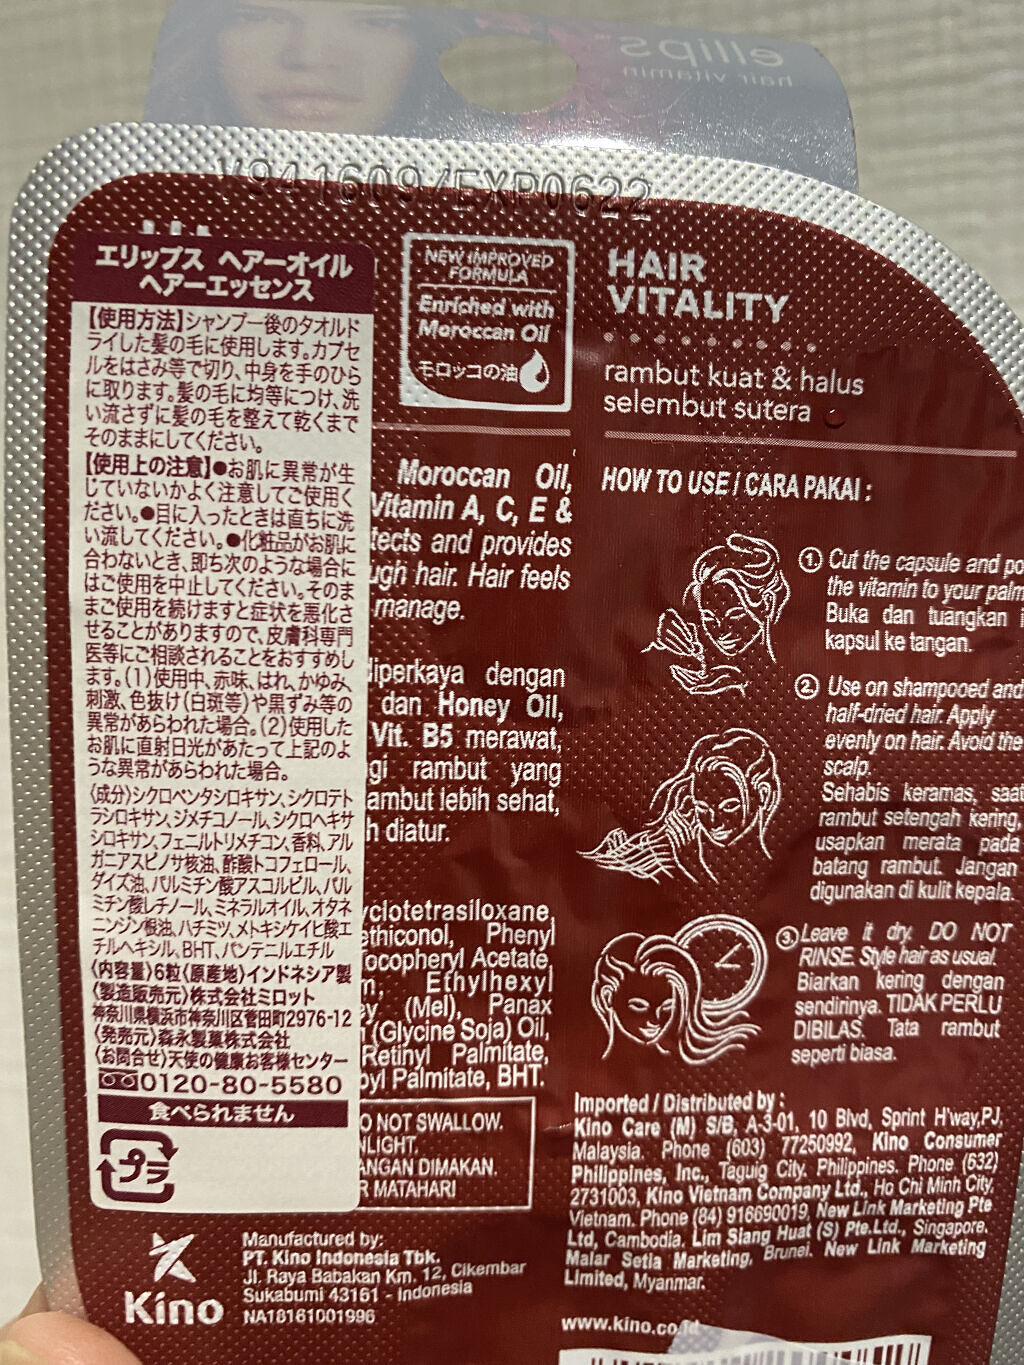 ellips
hair vitamin
941609/EXP0622
エリップス ヘアーオイル
ヘアーエッセンス
【使用方法】シャンプー後のタオルド
ライした髪の毛に使用します。カプセ
ルをはさみ等で切り、中身を手のひら
に取ります。髪の毛に均等につけ、洗
い流さずに髪の毛を整えて乾くまで
そのままにしてください。
【使用上の注意】●お肌に異常が生
じていないかよく注意してご使用く
ださい。●目に入ったときは直ちに洗
い流してください。●化粧品がお肌に
合わないとき、即ち次のような場合に
はご使用を中止してください。そのま
まご使用を続けますと症状を悪化さ
せることがありますので、皮膚科専門
医等にご相談されることをおすすめし
ます。(1)使用中、赤味、はれ、かゆみ、
刺激、色抜け(白斑等)や黒ずみ等の
異常があらわれた場合。(2)使用した
お肌に直射日光があたって上記のよ
うな異常があらわれた場合。
〈成分〉シクロペンタシロキサン、シクロテト
ラシロキサン、ジメチコノール、シクロヘキサ
シロキサン、フェニルトリメチコン、香料、アル
ガニアスピノサ核油、酢酸トコフェロール、
ダイズ油、パルミチン酸アスコルビル、パル
ミチン酸レチノール、ミネラルオイル、オタネ
ニンジン根油、ハチミツ、メトキシケイヒ酸エ
チルヘキシル、BHT、パンテニルエチル
〈内容量〉6粒〈原産地〉インドネシア製
〈製造販売元〉株式会社ミロット
神奈川県横浜市神奈川区菅田町2976-12
〈発売元〉森永製菓株式会社
〈お問合せ〉天使の健康お客様センター
0120-80-5580
食べられません
プラ
NEW IMPROVED
FORMULA
Enriched with
Moroccan Oil
モロッコの油
Moroccan Oil,
Vitamin A, C, E &
tects and provides
ugh hair. Hair feels
manage.
diperkaya dengan
dan Honey Oil,
Vit. B5 merawat,
gi rambut yang
ambut lebih sehat,
h diatur.
yclotetrasiloxane,
ethiconol, Phenyl
Tocopheryl Acetate,
m, Ethylhexyl
ey (Mel), Panax
(Glycine Soja) Oil,
Retinyl Palmitate,
byl Palmitate, BHT.
O NOT SWALLOW.
NLIGHT.
ANGAN DIMAKAN.
R MATAHARI
HAIR
VITALITY
rambut kuat & halus
selembut sutera
HOW TO USE / CARA PAKAI :
① Cut the capsule and po
the vitamin to your palm
Buka dan tuangkan i
kapsul ke tangan.
② Use on shampooed and
half-dried hair. Apply
evenly on hair. Avoid the
scalp.
Sehabis keramas, saat
rambut setengah kering,
usapkan merata pada
batang rambut. Jangan
digunakan di kulit kepala.
③ Leave it dry. DO NOT
RINSE. Style hair as usual.
Biarkan kering dengan
sendirinya. TIDAK PERLU
DIBILAS. Tata rambut
seperti biasa.
Imported / Distributed by :
Kino Care (M) S/B, A-3-01, 10 Blvd, Sprint H'way,PJ,
Malaysia. Phone (603) 77250992, Kino Consumer
Philippines, Inc., Taguig City. Philippines. Phone (632)
2731003, Kino Vietnam Company Ltd., Ho Chi Minh City,
Vietnam. Phone (84) 916690019, New Link Marketing Pte
Ltd, Cambodia. Lim Siang Huat (S) Pte.Ltd., Singapore.
Malar Setia Marketing, Brunei. New Link Marketing
Limited, Myanmar.
www.kino.co.id
Kino
Manufactured by:
PT. Kino Indonesia Tbk.
Jl. Raya Babakan Km. 12, Cikembar
Sukabumi 43161 - Indonesia
NA18161001996